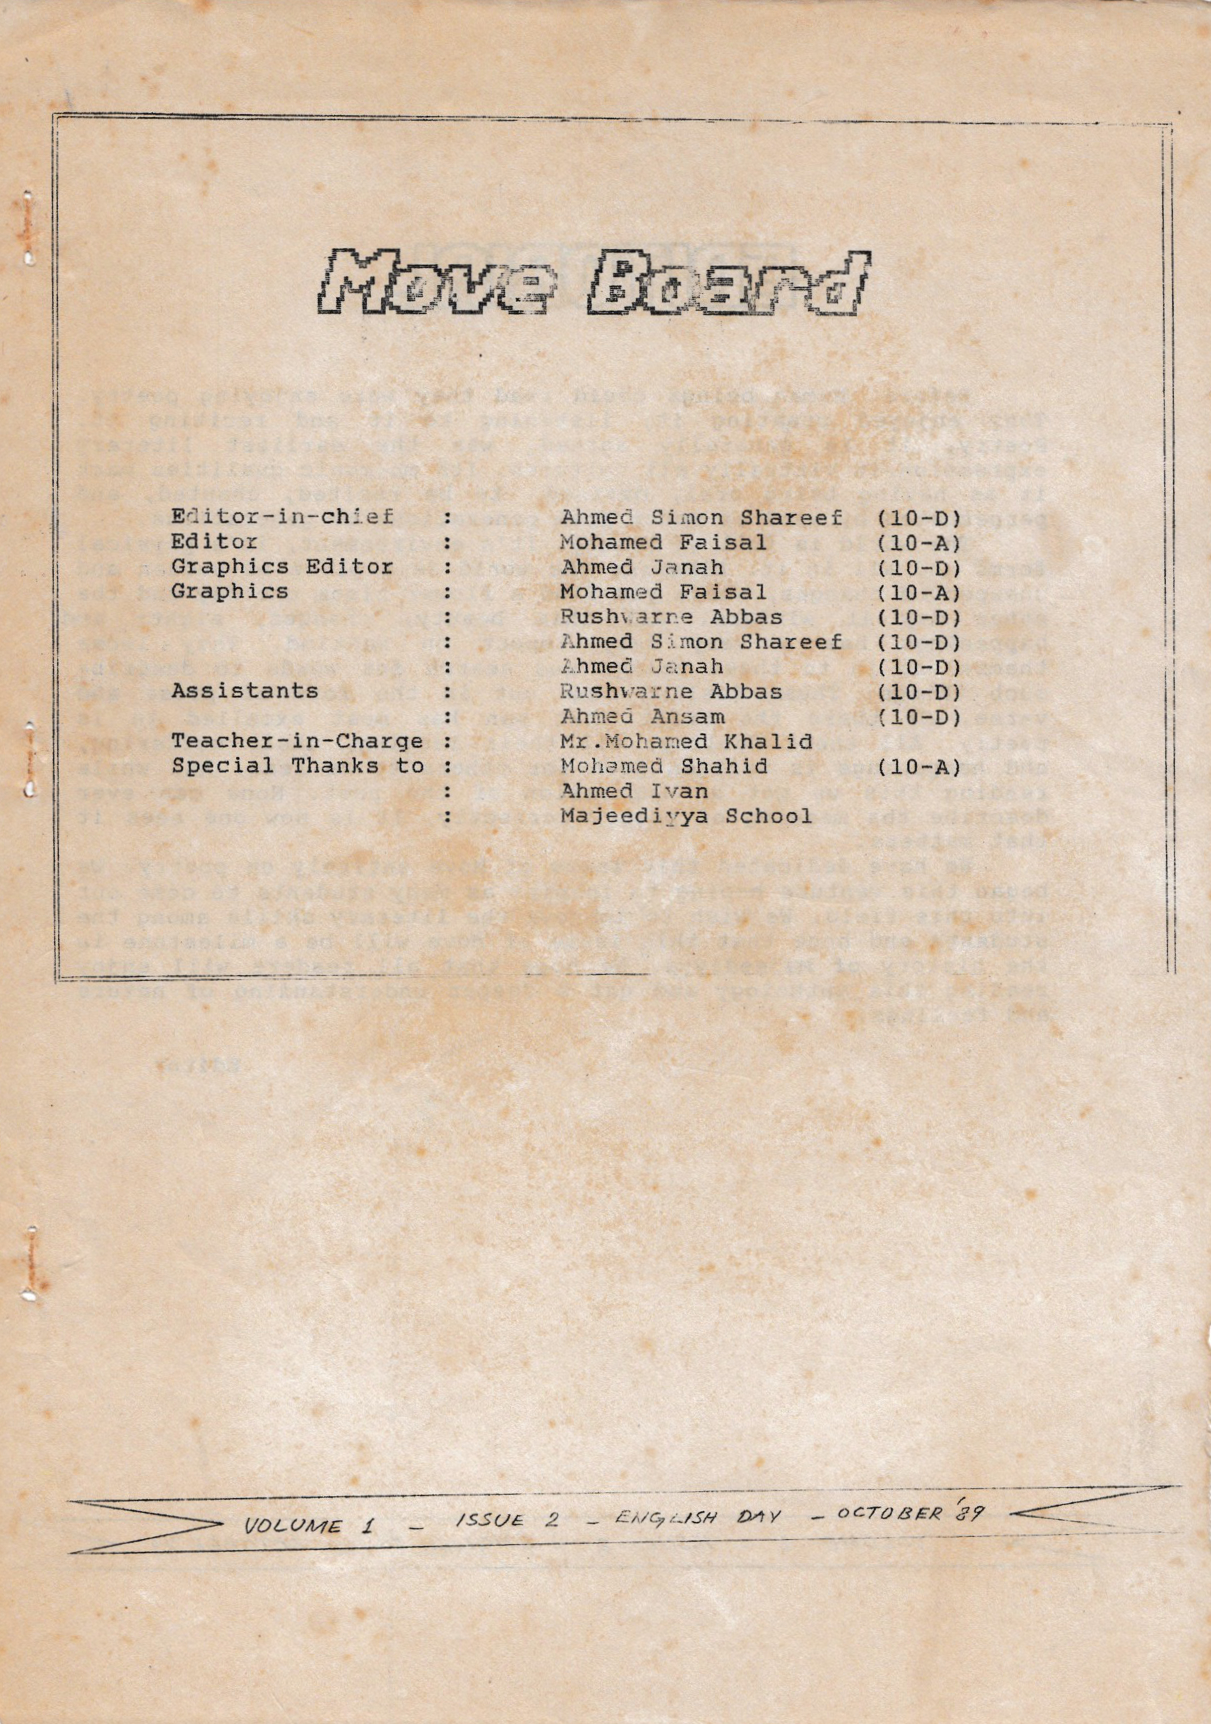 Move Board
Editor-in-chief : Ahmed Simon Shareef (10-D)
Editor : Mohamed Faisal (10-A)
Graphics Editor : Ahmed Janah (10-D)
Graphics : Mohamed Faisal (10-A)
: Rushwarne Abbas (10-D)
: Ahmed Simon Shareef (10-D)
: Ahmed Janah (10-D)
Assistants : Rushwarne Abbas (10-D)
: Ahmed Ansam (10-D)
Teacher-in-Charge : Mr.Mohamed Khalid
Special Thanks to : Mohamed Shahid (10-A)
: Ahmed Ivan
: Majeediyya School
VOLUME 1 - ISSUE 2 - ENGLISH DAY - OCTOBER '89